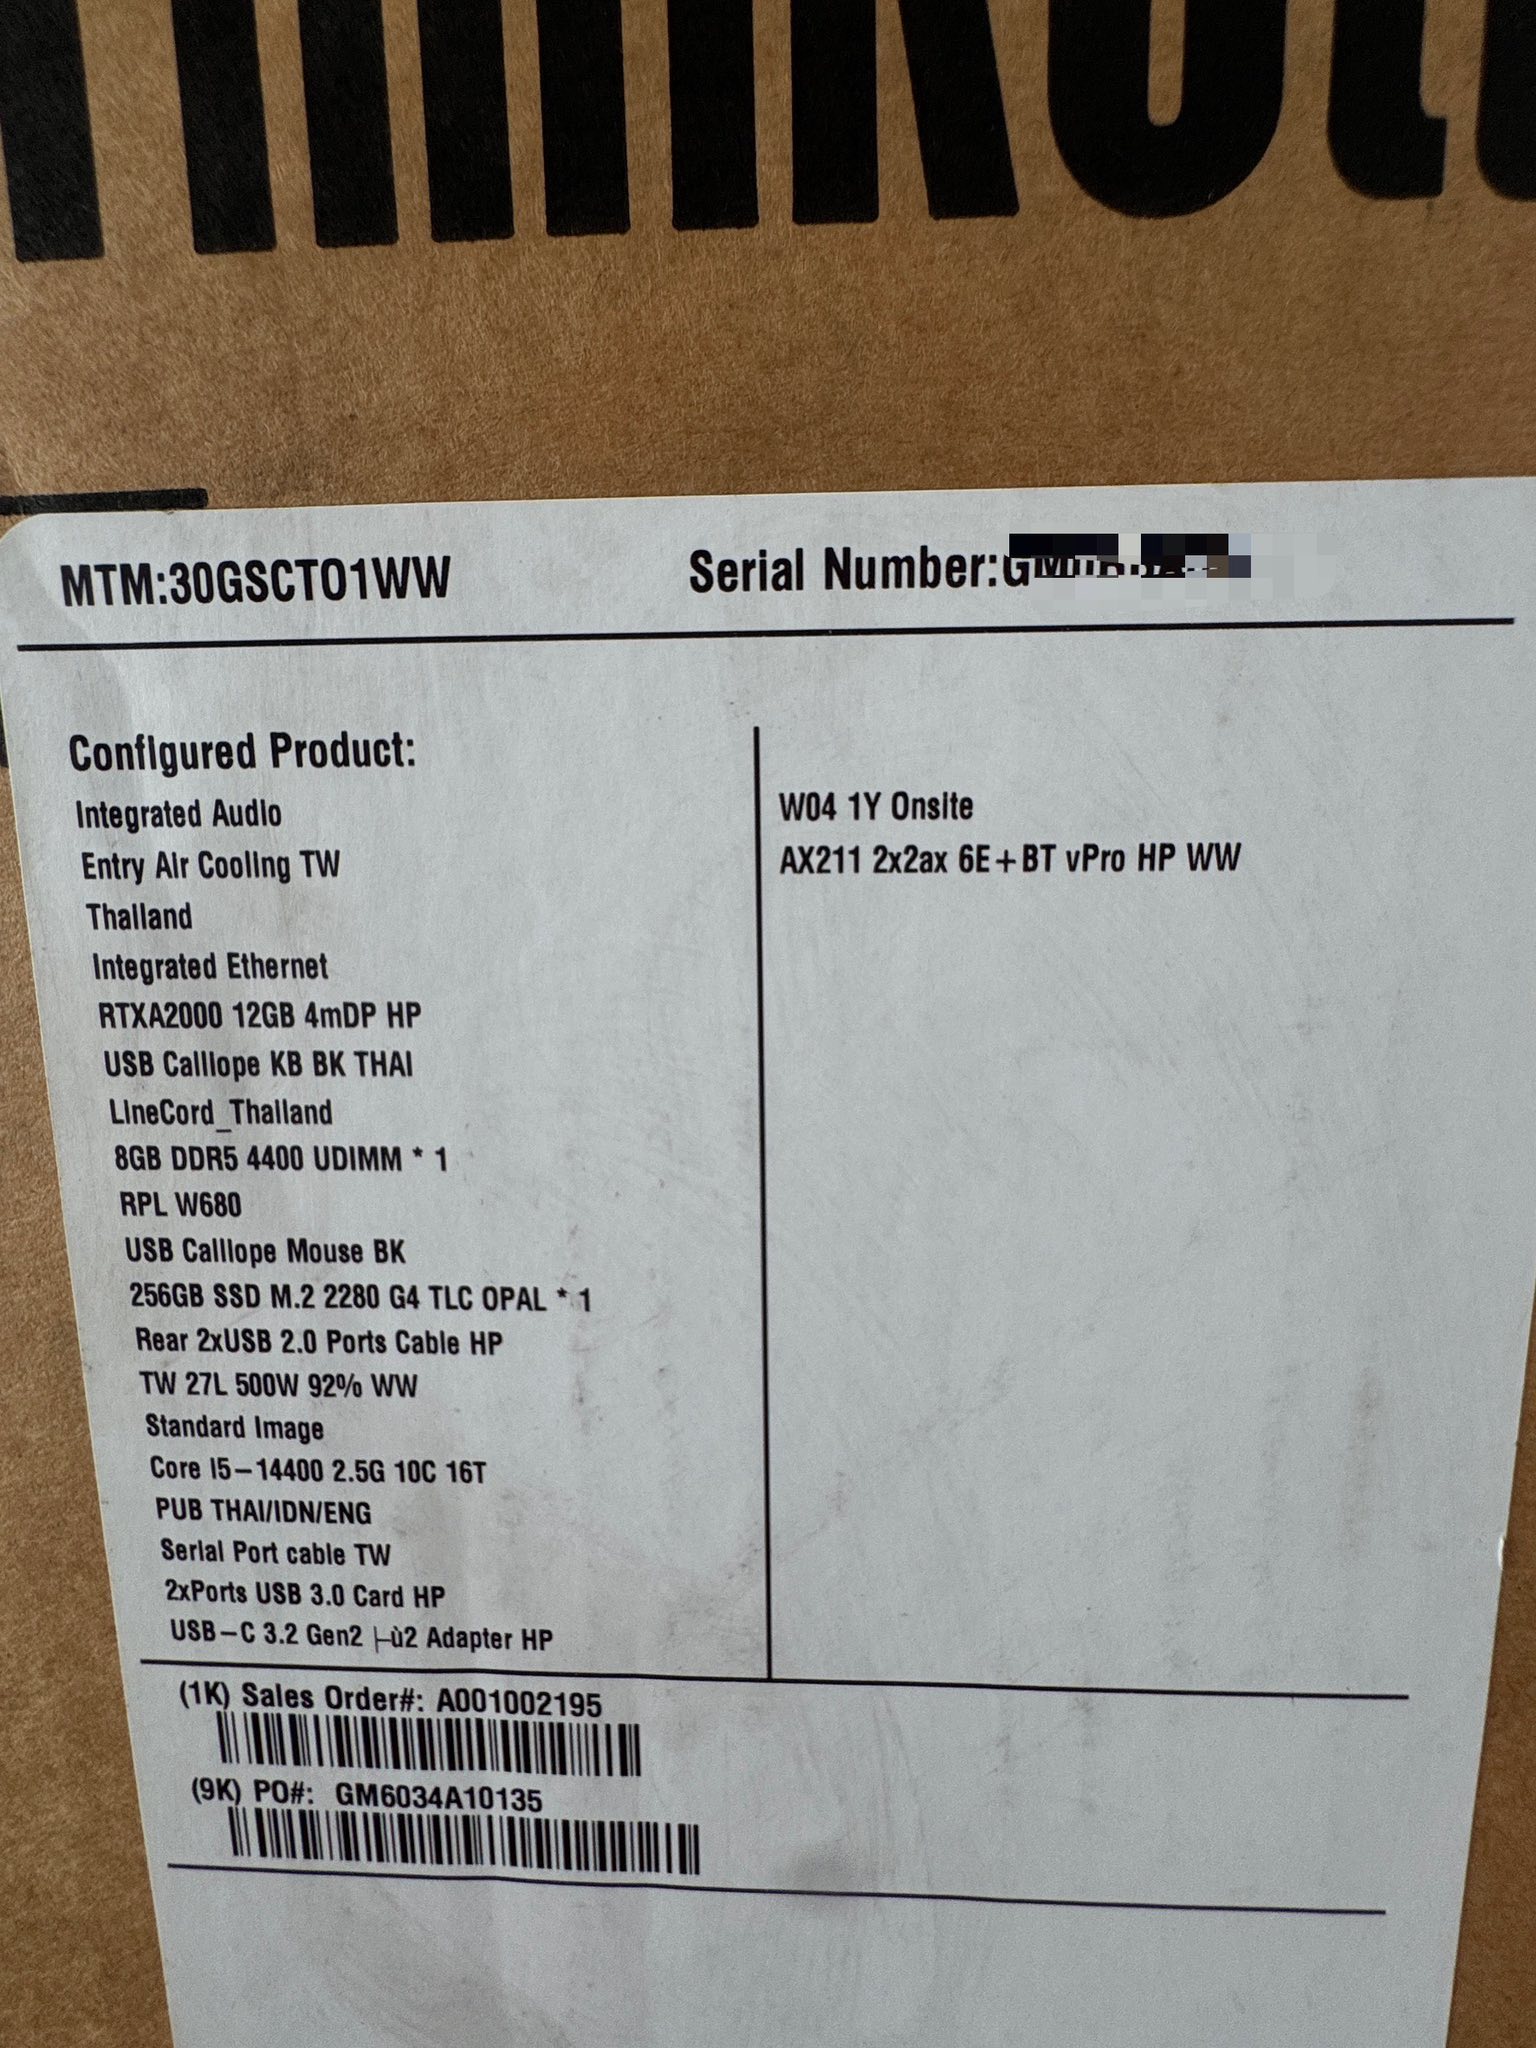 MTM:30GSCTO1WW
Serial Number:
Configured Product:
Integrated Audio
Entry Air Cooling TW
Thailand
Integrated Ethernet
RTXA2000 12GB 4mDP HP
USB Calliope KB BK THAI
LineCord_Thailand
8GB DDR5 4400 UDIMM * 1
RPL W680
USB Calliope Mouse BK
256GB SSD M.2 2280 G4 TLC OPAL * 1
Rear 2xUSB 2.0 Ports Cable HP
TW 27L 500W 92% WW
Standard Image
Core I5-14400 2.5G 10C 16T
PUB THAI/IDN/ENG
Serial Port cable TW
2xPorts USB 3.0 Card HP
USB-C 3.2 Gen2 ├ù2 Adapter HP
W04 1Y Onsite
AX211 2x2ax 6E+BT vPro HP WW
(1K) Sales Order#: A001002195
(9K) PO#: GM6034A10135